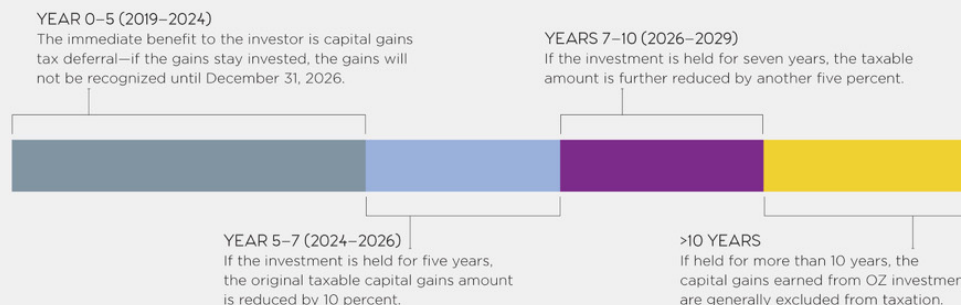 YEAR 0–5 (2019–2024)
The immediate benefit to the investor is capital gains
tax deferral—if the gains stay invested, the gains will
not be recognized until December 31, 2026.
YEARS 7–10 (2026–2029)
If the investment is held for seven years, the taxable
amount is further reduced by another five percent.
YEAR 5–7 (2024–2026)
If the investment is held for five years,
the original taxable capital gains amount
is reduced by 10 percent.
>10 YEARS
If held for more than 10 years, the
capital gains earned from OZ investmen
are generally excluded from taxation.